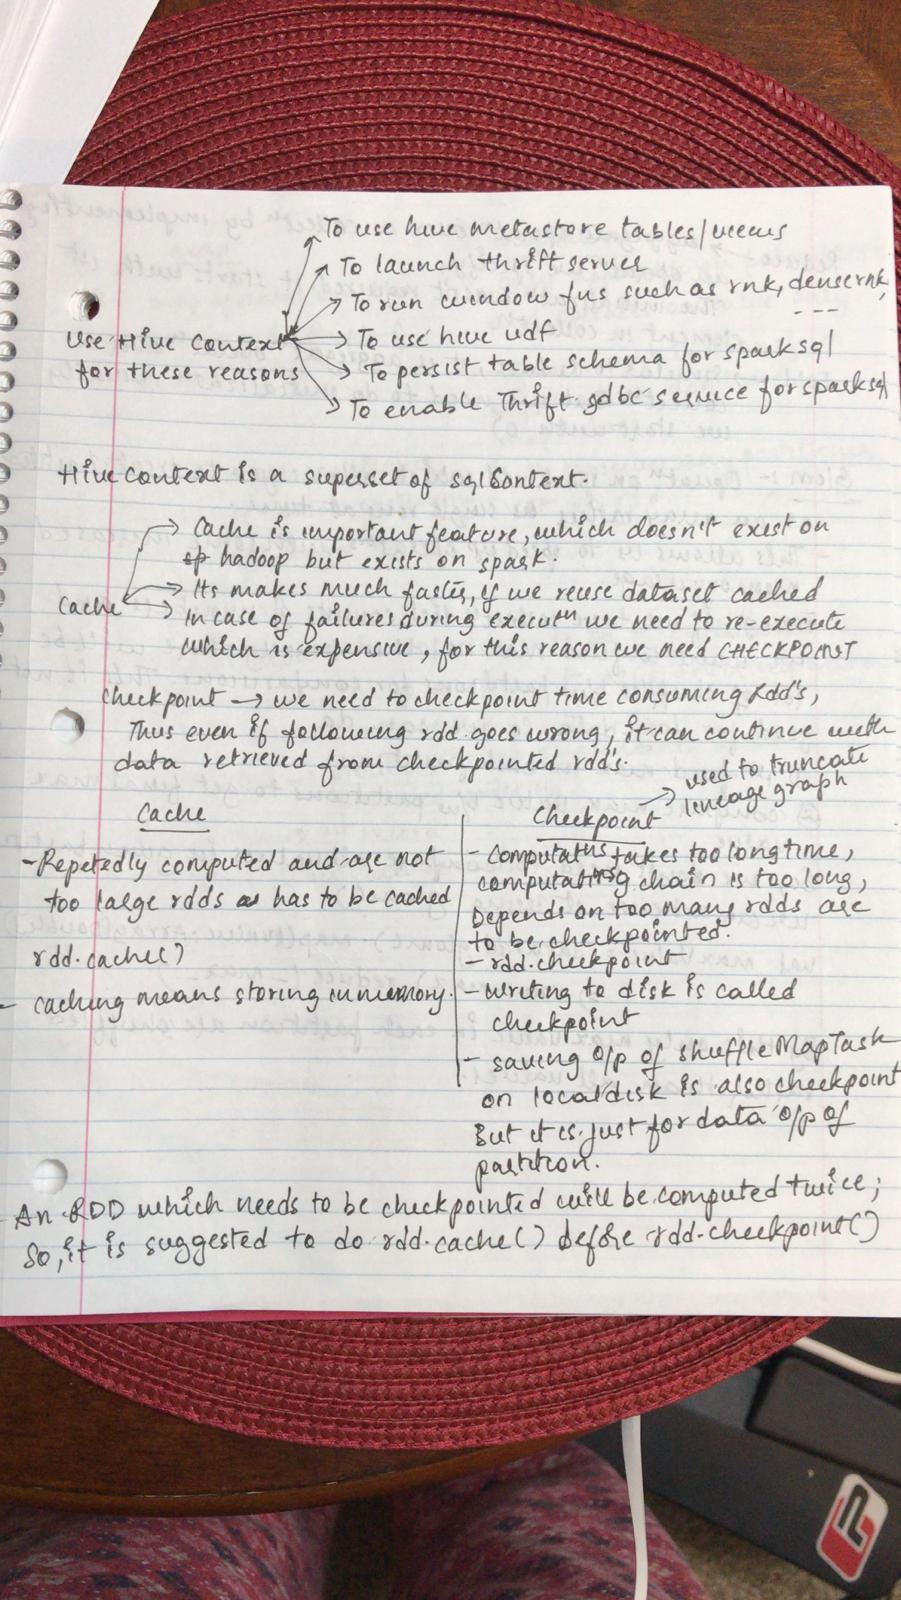 To use hive metastore tables/views
To launch thrift server
To run window fns such as rnk, densernk,
---
Use Hive Context
for these reasons
To use hive udf
To persist table schema for sparksql
To enable Thrift jdbc service for sparksql
Hive context is a superset of sqlContext.
Cache
Cache is important feature, which doesn't exist on
hadoop but exists on spark.
Its makes much faster, if we reuse dataset cached
In case of failures during executn we need to re-execute
which is expensive, for this reason we need CHECKPOINT
Checkpoint → we need to checkpoint time consuming Rdd's,
Thus even if following rdd goes wrong, it can continue with
data retrieved from checkpointed rdd's.
Cache
-Repetedly computed and are not
too large rdds has to be cached
rdd.cache()
- caching means storing in memory.
Checkpoint → used to truncate
lineage graph
- Computatns takes too long time,
computating chain is too long,
Depends on too many rdds are
to be checkpointed.
- rdd.checkpoint
- writing to disk is called
checkpoint
- saving o/p of shuffleMapTask
on local disk is also checkpoint
But it is just for data o/p of
partition.
- An RDD which needs to be checkpointed will be computed twice;
So, it is suggested to do rdd.cache() before rdd.checkpoint()